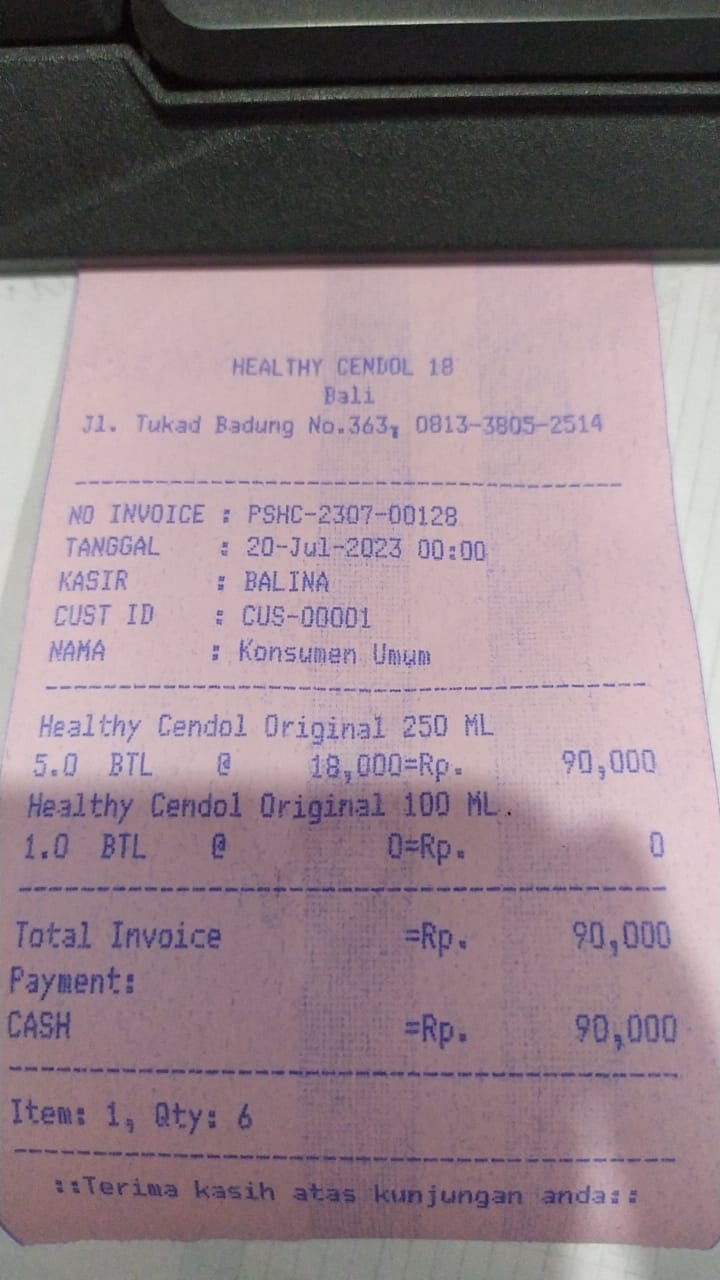 HEALTHY CENDOL 18
Bali
Jl. Tukad Badung No.363, 0813-3805-2514
NO INVOICE : PSHC-2307-00128
TANGGAL : 20-Jul-2023 00:00
KASIR : BALINA
CUST ID : CUS-00001
NAMA : Konsumen Umum
Healthy Cendol Original 250 ML
5.0 BTL @ 18,000=Rp. 90,000
Healthy Cendol Original 100 ML
1.0 BTL @ 0=Rp. 0
Total Invoice =Rp. 90,000
Payment:
CASH =Rp. 90,000
Item: 1, Qty: 6
::Terima kasih atas kunjungan anda::